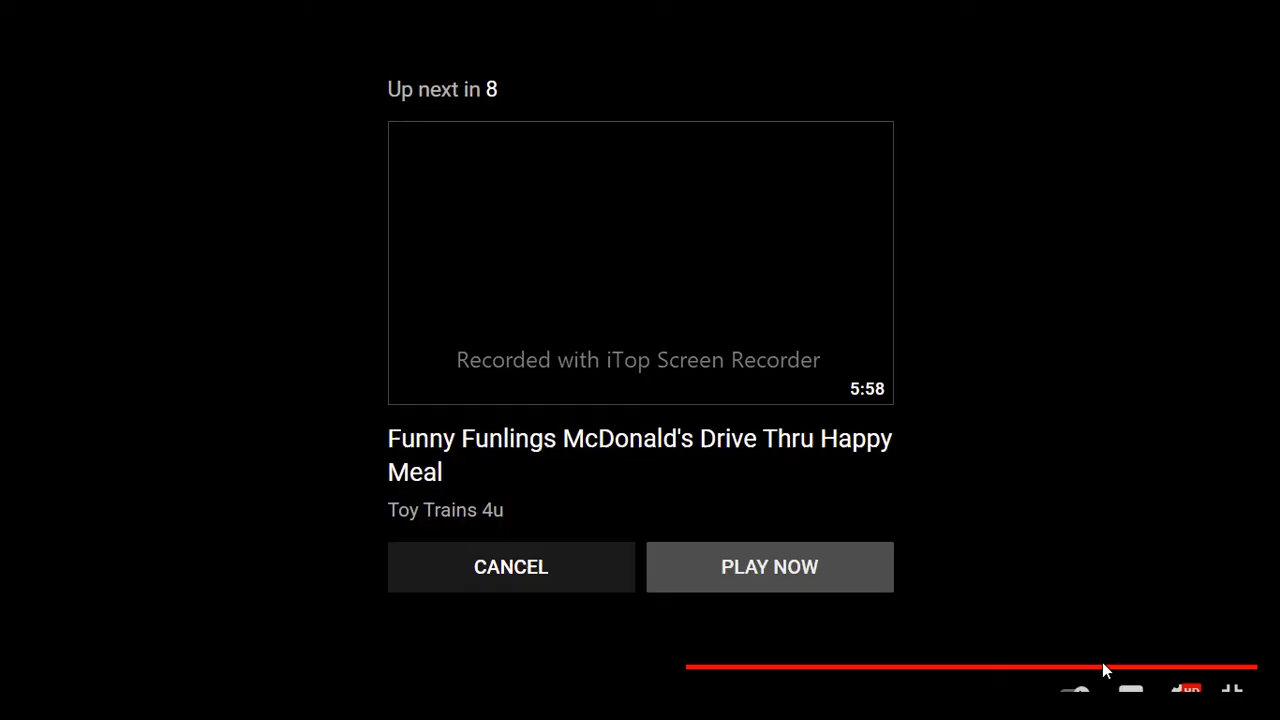 Up next in 8
Recorded with iTop Screen Recorder
5:58
Funny Funlings McDonald's Drive Thru Happy
Meal
Toy Trains 4u
CANCEL
PLAY NOW
HD